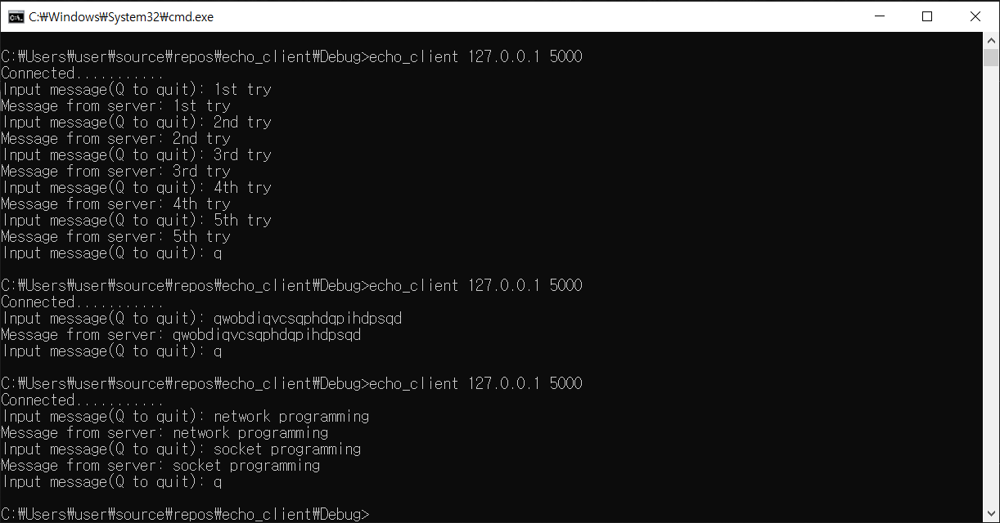 C:₩Windows₩System32₩cmd.exe
C:₩Users₩user₩source₩repos₩echo_client₩Debug>echo_client 127.0.0.1 5000
Connected...........
Input message(Q to quit): 1st try
Message from server: 1st try
Input message(Q to quit): 2nd try
Message from server: 2nd try
Input message(Q to quit): 3rd try
Message from server: 3rd try
Input message(Q to quit): 4th try
Message from server: 4th try
Input message(Q to quit): 5th try
Message from server: 5th try
Input message(Q to quit): q
C:₩Users₩user₩source₩repos₩echo_client₩Debug>echo_client 127.0.0.1 5000
Connected...........
Input message(Q to quit): qwobdiqvcsqphdqpihdpsqd
Message from server: qwobdiqvcsqphdqpihdpsqd
Input message(Q to quit): q
C:₩Users₩user₩source₩repos₩echo_client₩Debug>echo_client 127.0.0.1 5000
Connected...........
Input message(Q to quit): network programming
Message from server: network programming
Input message(Q to quit): socket programming
Message from server: socket programming
Input message(Q to quit): q
C:₩Users₩user₩source₩repos₩echo_client₩Debug>